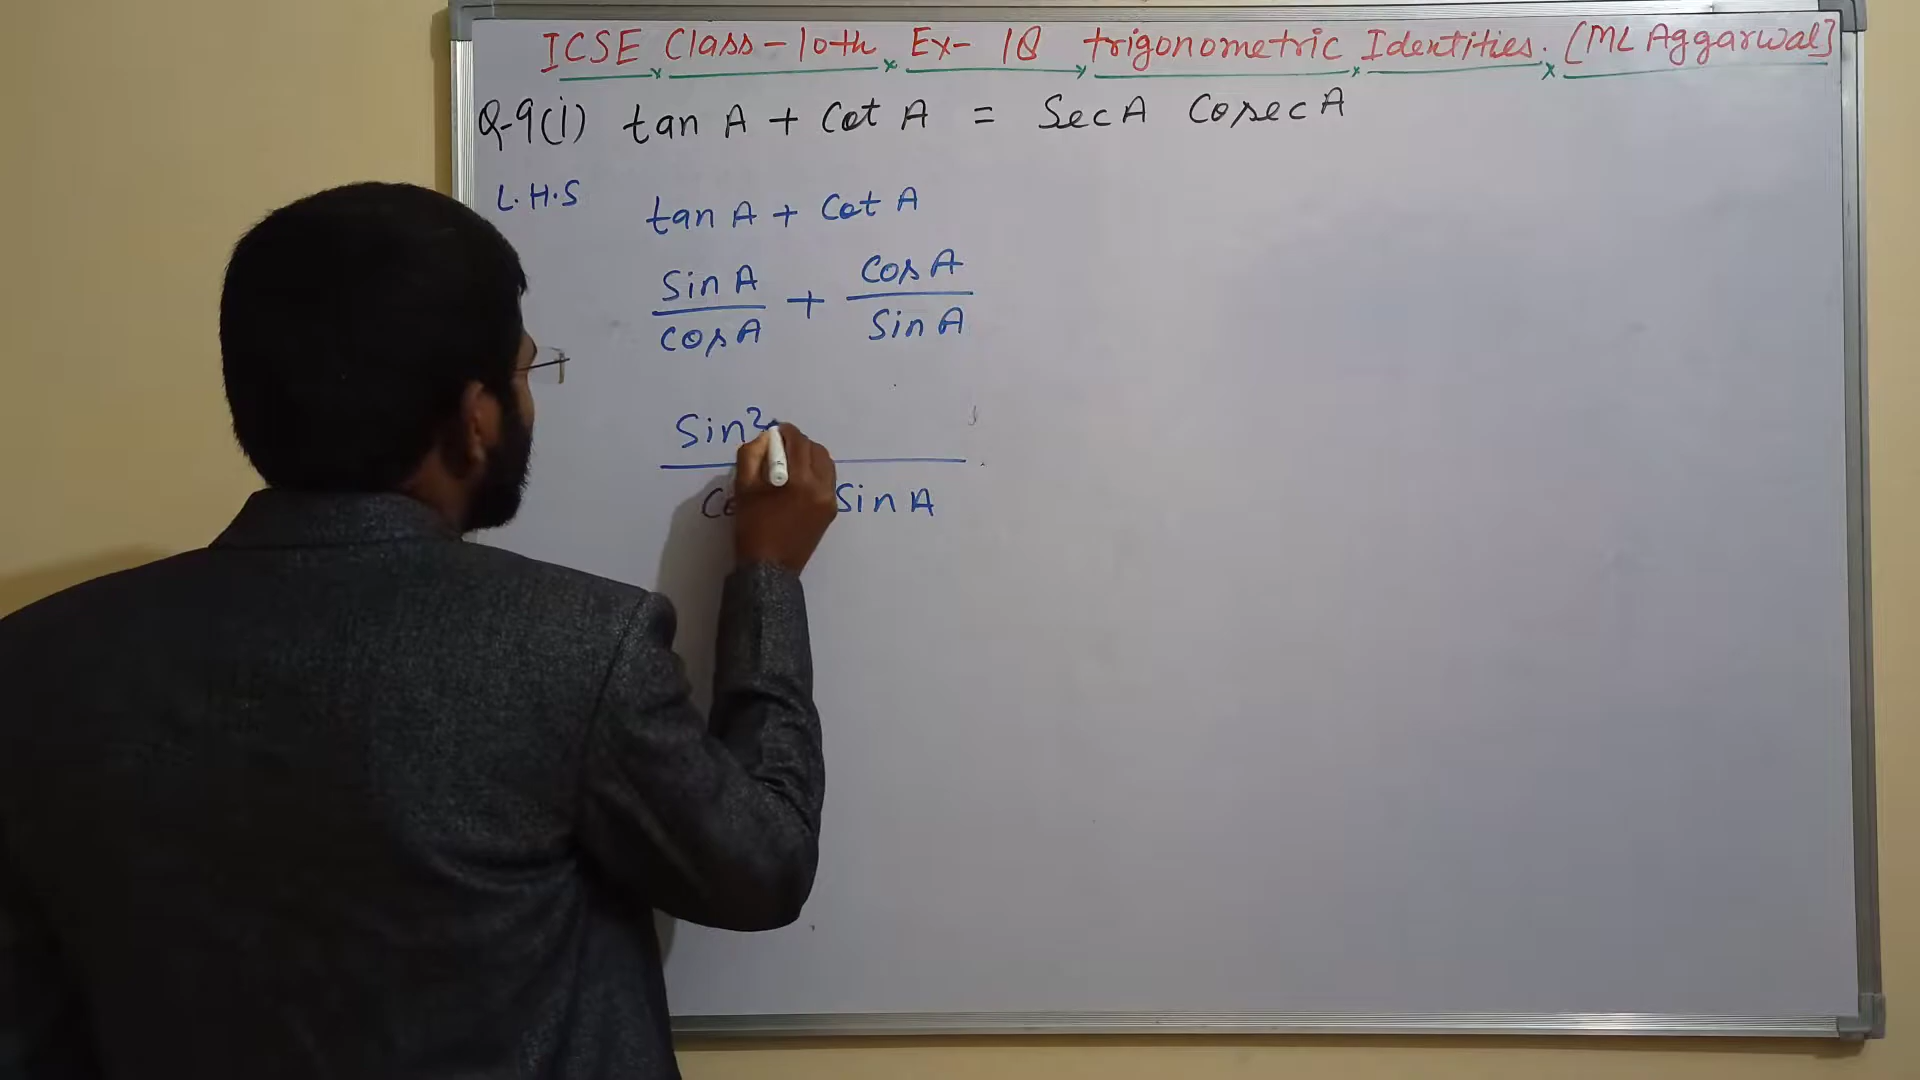 ICSE Class-10th Ex- 18 trigonometric Identities. [ML Aggarwal]
Q-9(i) tan A + Cot A = Sec A Cosec A
L.H.S tan A + Cot A
Sin A / Cos A + Cos A / Sin A
Sin²
Sin A